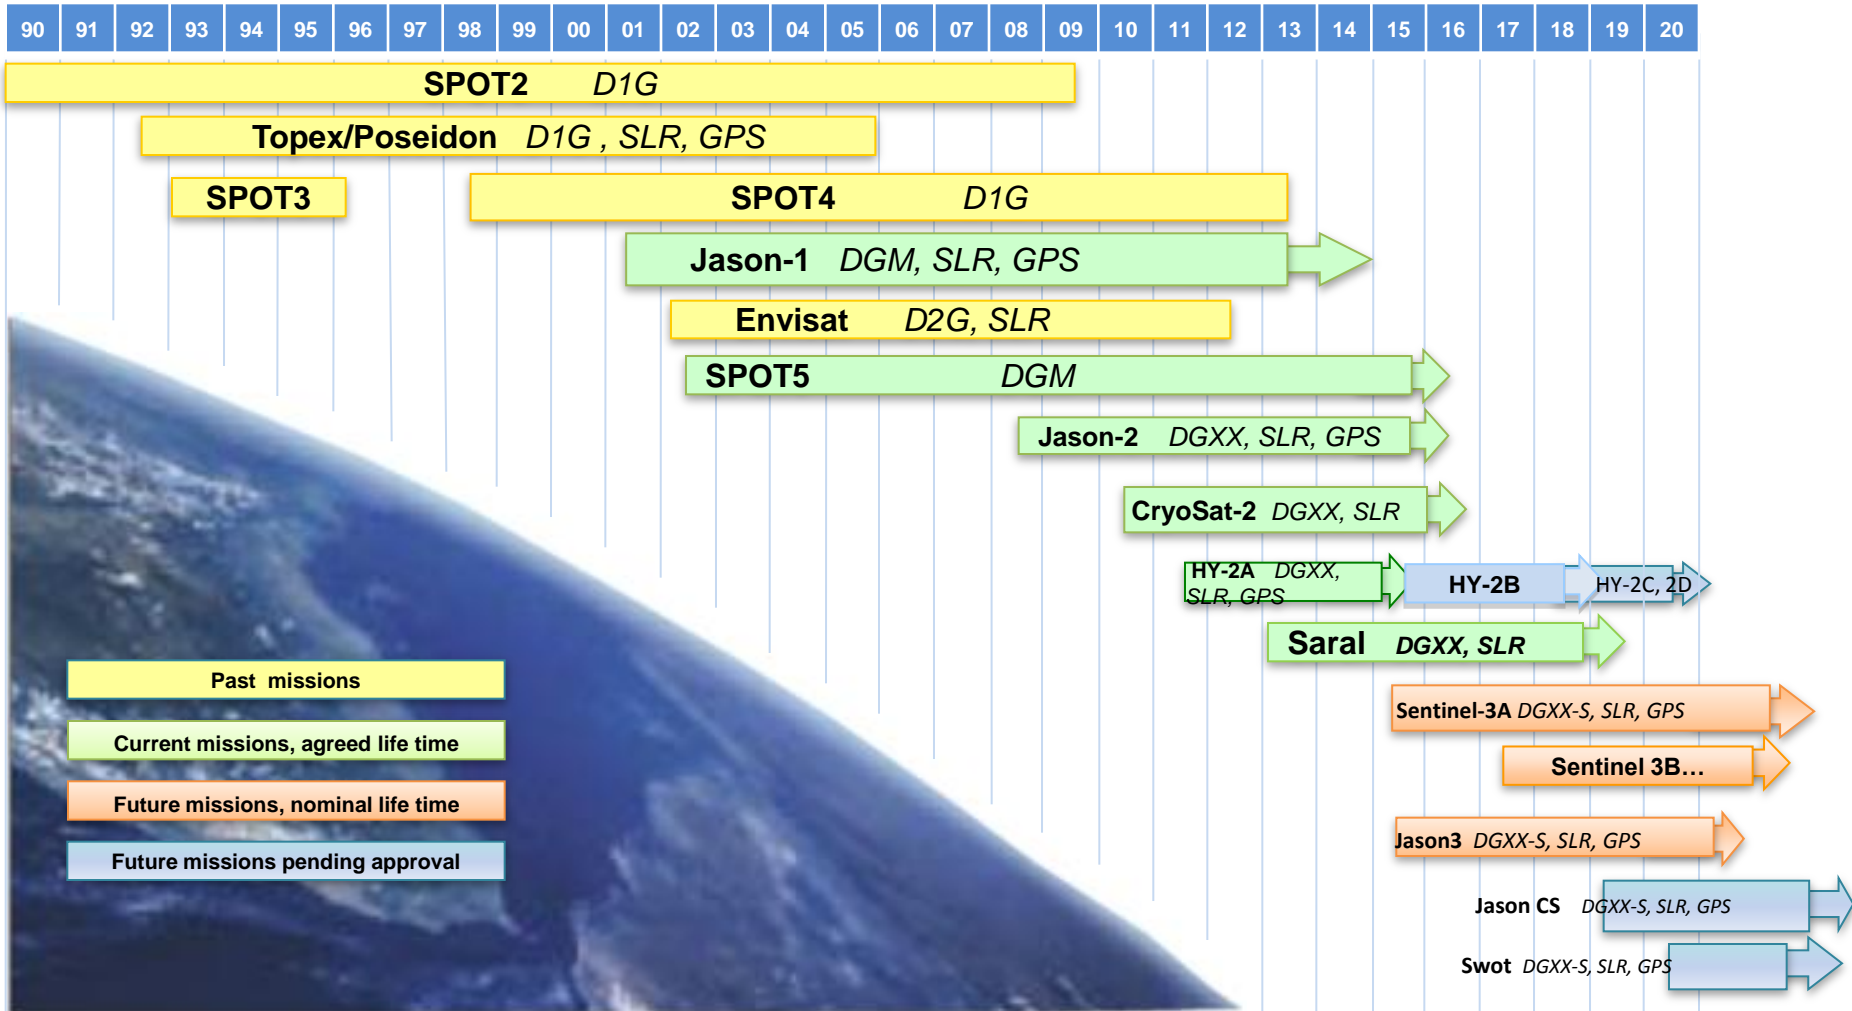 90 91 92 93 94 95 96 97 98 99 00 01 02 03 04 05 06 07 08 09 10 11 12 13 14 15 16 17 18 19 20
SPOT2 D1G
Topex/Poseidon D1G , SLR, GPS
SPOT3
SPOT4 D1G
Jason-1 DGM, SLR, GPS
Envisat D2G, SLR
SPOT5 DGM
Jason-2 DGXX, SLR, GPS
CryoSat-2 DGXX, SLR
HY-2A DGXX,
SLR, GPS
HY-2B
HY-2C, 2D
Saral DGXX, SLR
Past missions
Sentinel-3A DGXX-S, SLR, GPS
Current missions, agreed life time
Sentinel 3B...
Future missions, nominal life time
Jason3 DGXX-S, SLR, GPS
Future missions pending approval
Jason CS DGXX-S, SLR, GPS
Swot DGXX-S, SLR, GPS